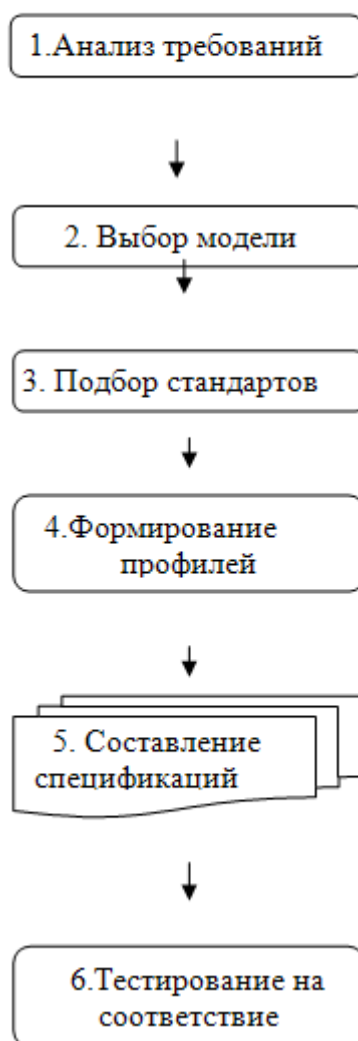 1.Анализ требований
2. Выбор модели
3. Подбор стандартов
4.Формирование
профилей
5. Составление
спецификаций
6.Тестирование на
соответствие